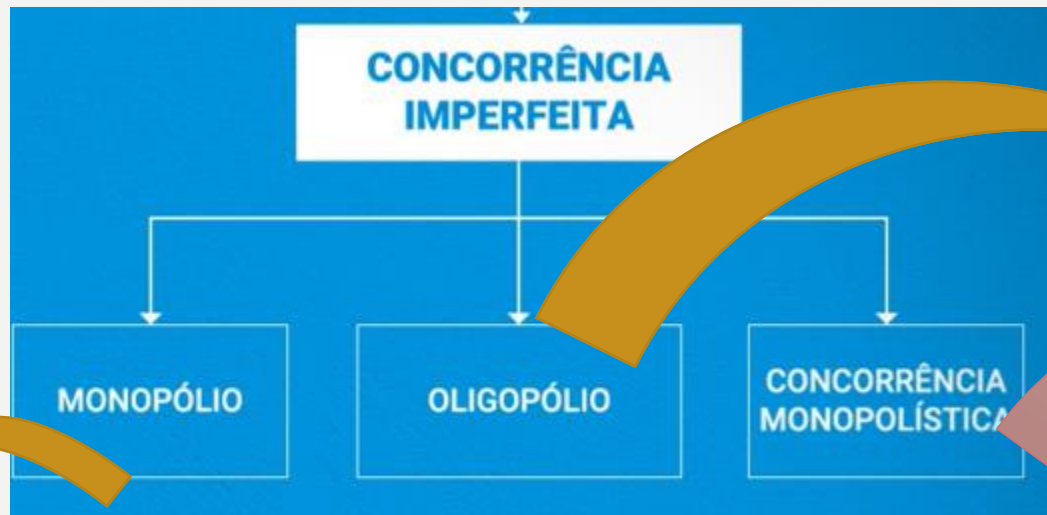 CONCORRÊNCIA
IMPERFEITA
MONOPÓLIO
OLIGOPÓLIO
CONCORRÊNCIA
MONOPOLÍSTICA